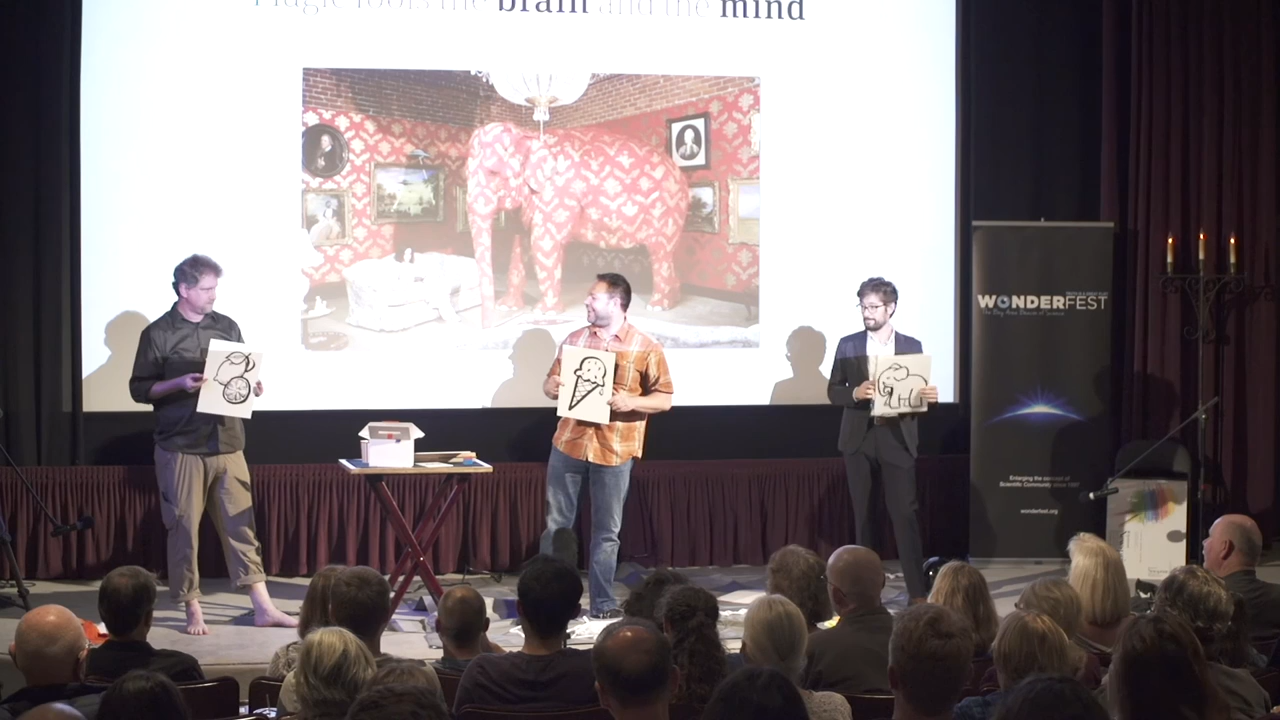 Magic fools the brain and the mind
WONDERFEST
The Bay Area Beacon of Science
Enlarging the concept of
Scientific Community since 1997
wonderfest.org